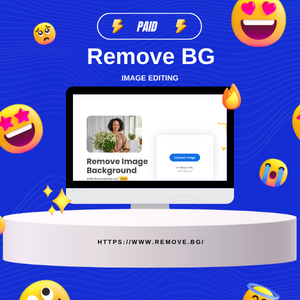 PAID
Remove BG
IMAGE EDITING
Upload Image
Remove Image
Background
HTTPS://WWW.REMOVE.BG/